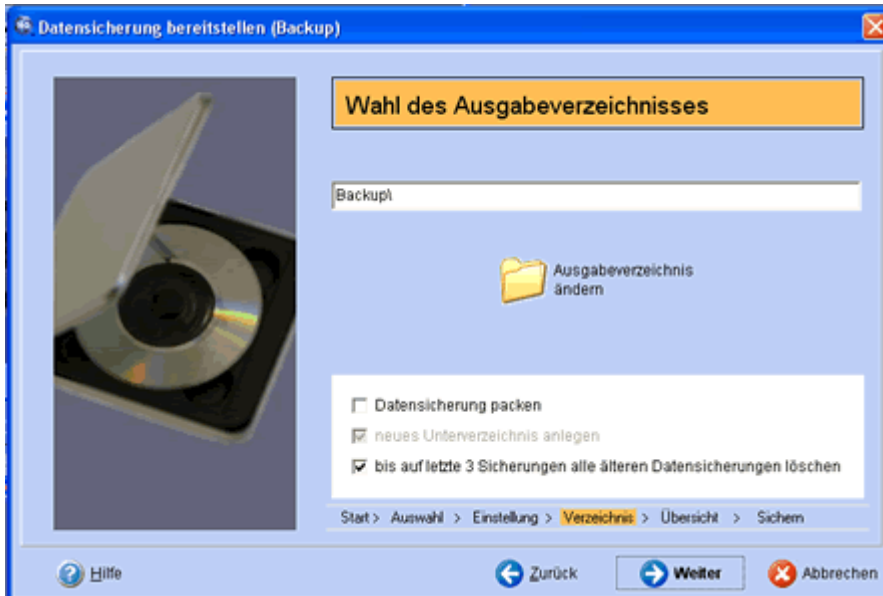 Datensicherung bereitstellen (Backup)
Wahl des Ausgabeverzeichnisses
Backup\
Ausgabeverzeichnis
ändern
Datensicherung packen
neues Unterverzeichnis anlegen
bis auf letzte 3 Sicherungen alle älteren Datensicherungen löschen
Start > Auswahl > Einstellung > Verzeichnis > Übersicht > Sichern
Hilfe Zurück Weiter Abbrechen